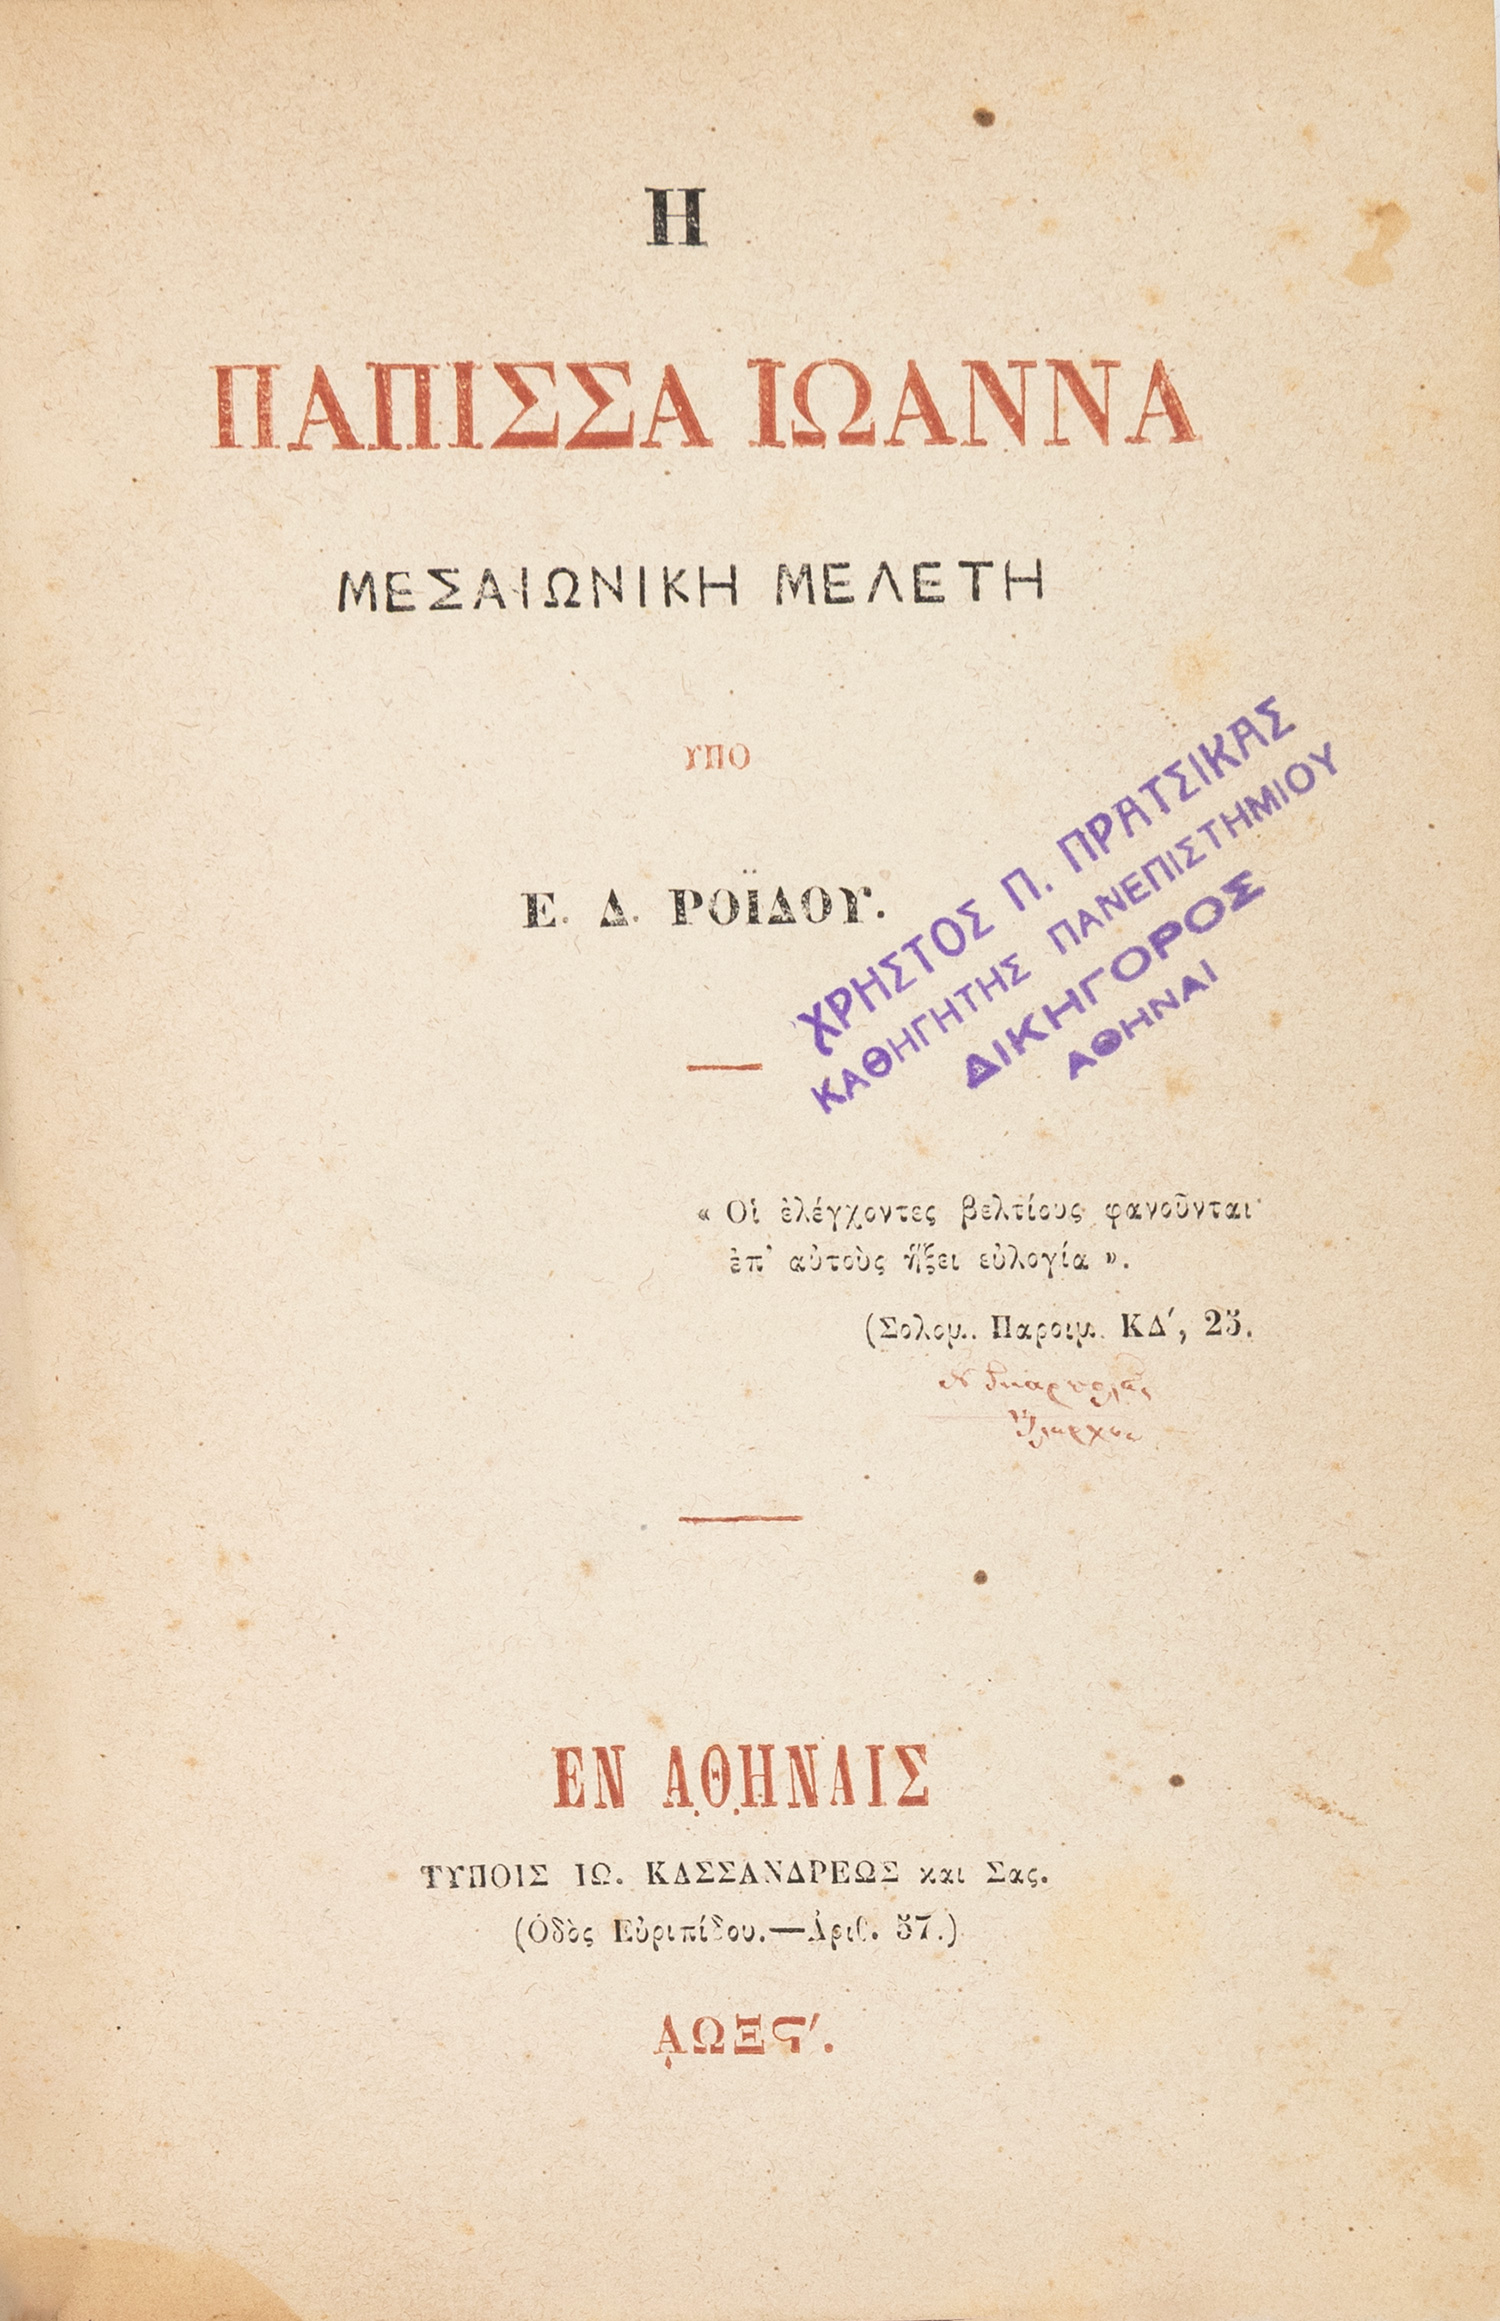 Η
ΠΑΠΙΣΣΑ ΙΩΑΝΝΑ
ΜΕΣΑΙΩΝΙΚΗ ΜΕΛΕΤΗ
ΥΠΟ
Ε. Δ. ΡΟΪΔΟΥ.
ΧΡΗΣΤΟΣ Π. ΠΡΑΤΣΙΚΑΣ
ΚΑΘΗΓΗΤΗΣ ΠΑΝΕΠΙΣΤΗΜΙΟΥ
ΔΙΚΗΓΟΡΟΣ
ΑΘΗΝΑΙ
« Οἱ ἐλέγχοντες βελτίους φανοῦνται·
ἐπ' αὐτοὺς ἥξει εὐλογία ».
(Σολομ. Παροιμ. ΚΔ´, 25.
ΕΝ ΑΘΗΝΑΙΣ
ΤΥΠΟΙΣ ΙΩ. ΚΑΣΣΑΝΔΡΕΩΣ και Σας.
(Ὁδὸς Εὐριπίδου.—Ἀριθ. 57.)
͵ΑΩΞϚ´.